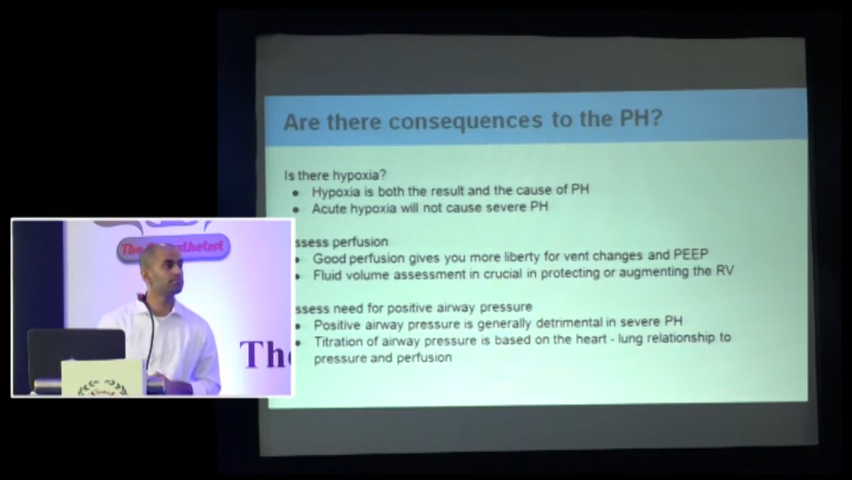 Are there consequences to the PH?
Is there hypoxia?
• Hypoxia is both the result and the cause of PH
• Acute hypoxia will not cause severe PH
ssess perfusion
• Good perfusion gives you more liberty for vent changes and PEEP
• Fluid volume assessment in crucial in protecting or augmenting the RV
ssess need for positive airway pressure
• Positive airway pressure is generally detrimental in severe PH
• Titration of airway pressure is based on the heart - lung relationship to
pressure and perfusion
The